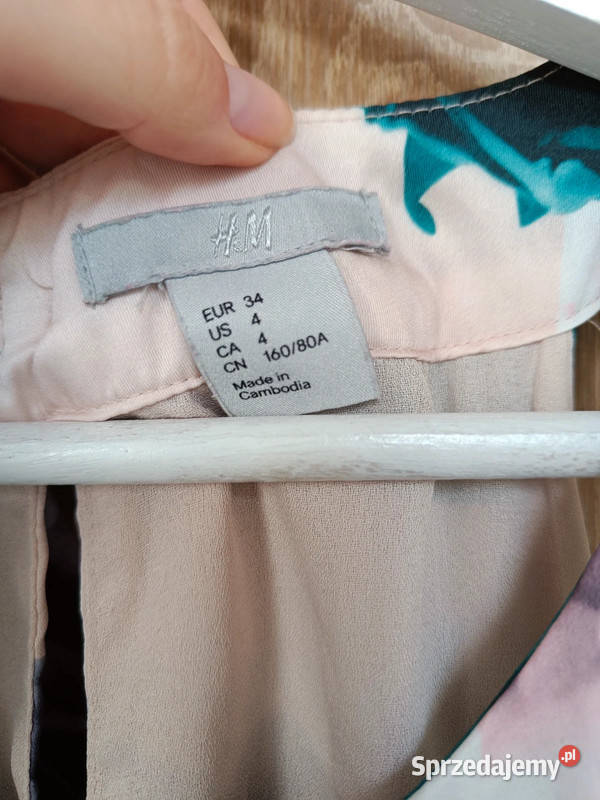 H&M
EUR 34
US 4
CA 4
CN 160/80A
Made in
Cambodia
Sprzedajemy.pl